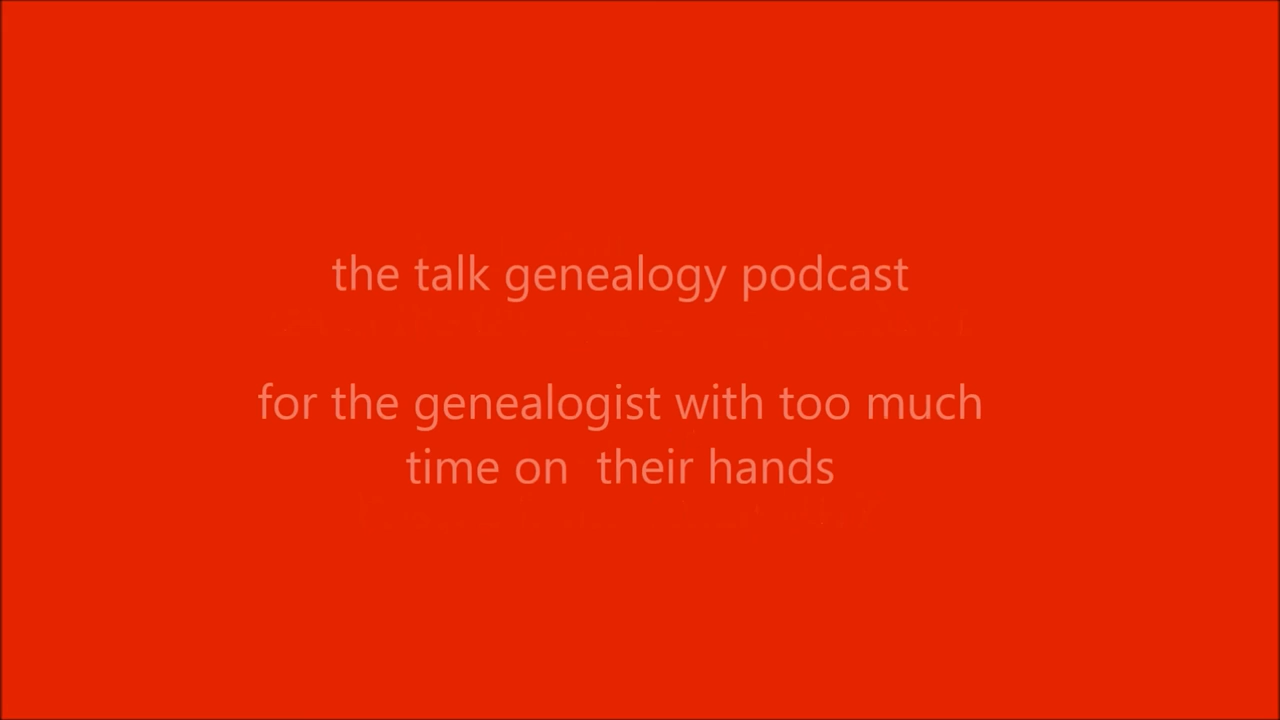 the talk genealogy podcast
for the genealogist with too much
time on  their hands